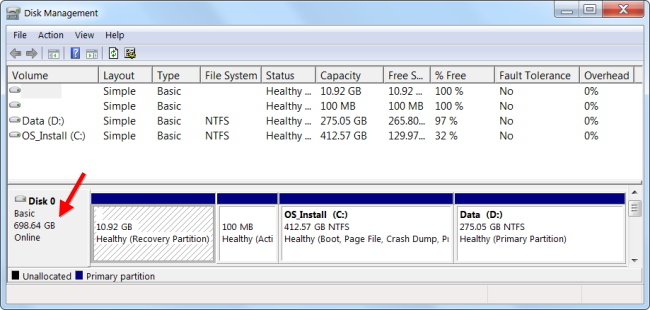 Disk Management
File Action View Help
Volume Layout Type File System Status Capacity Free S... % Free Fault Tolerance Overhead
Simple Basic Healthy ... 10.92 GB 10.92 ... 100 % No 0%
Simple Basic Healthy ... 100 MB 100 MB 100 % No 0%
Data (D:) Simple Basic NTFS Healthy ... 275.05 GB 265.80... 97 % No 0%
OS_Install (C:) Simple Basic NTFS Healthy ... 412.57 GB 129.97... 32 % No 0%
Disk 0
Basic
698.64 GB
Online
10.92 GB
Healthy (Recovery Partition)
100 MB
Healthy (Acti
OS_Install (C:)
412.57 GB NTFS
Healthy (Boot, Page File, Crash Dump, P
Data (D:)
275.05 GB NTFS
Healthy (Primary Partition)
Unallocated Primary partition